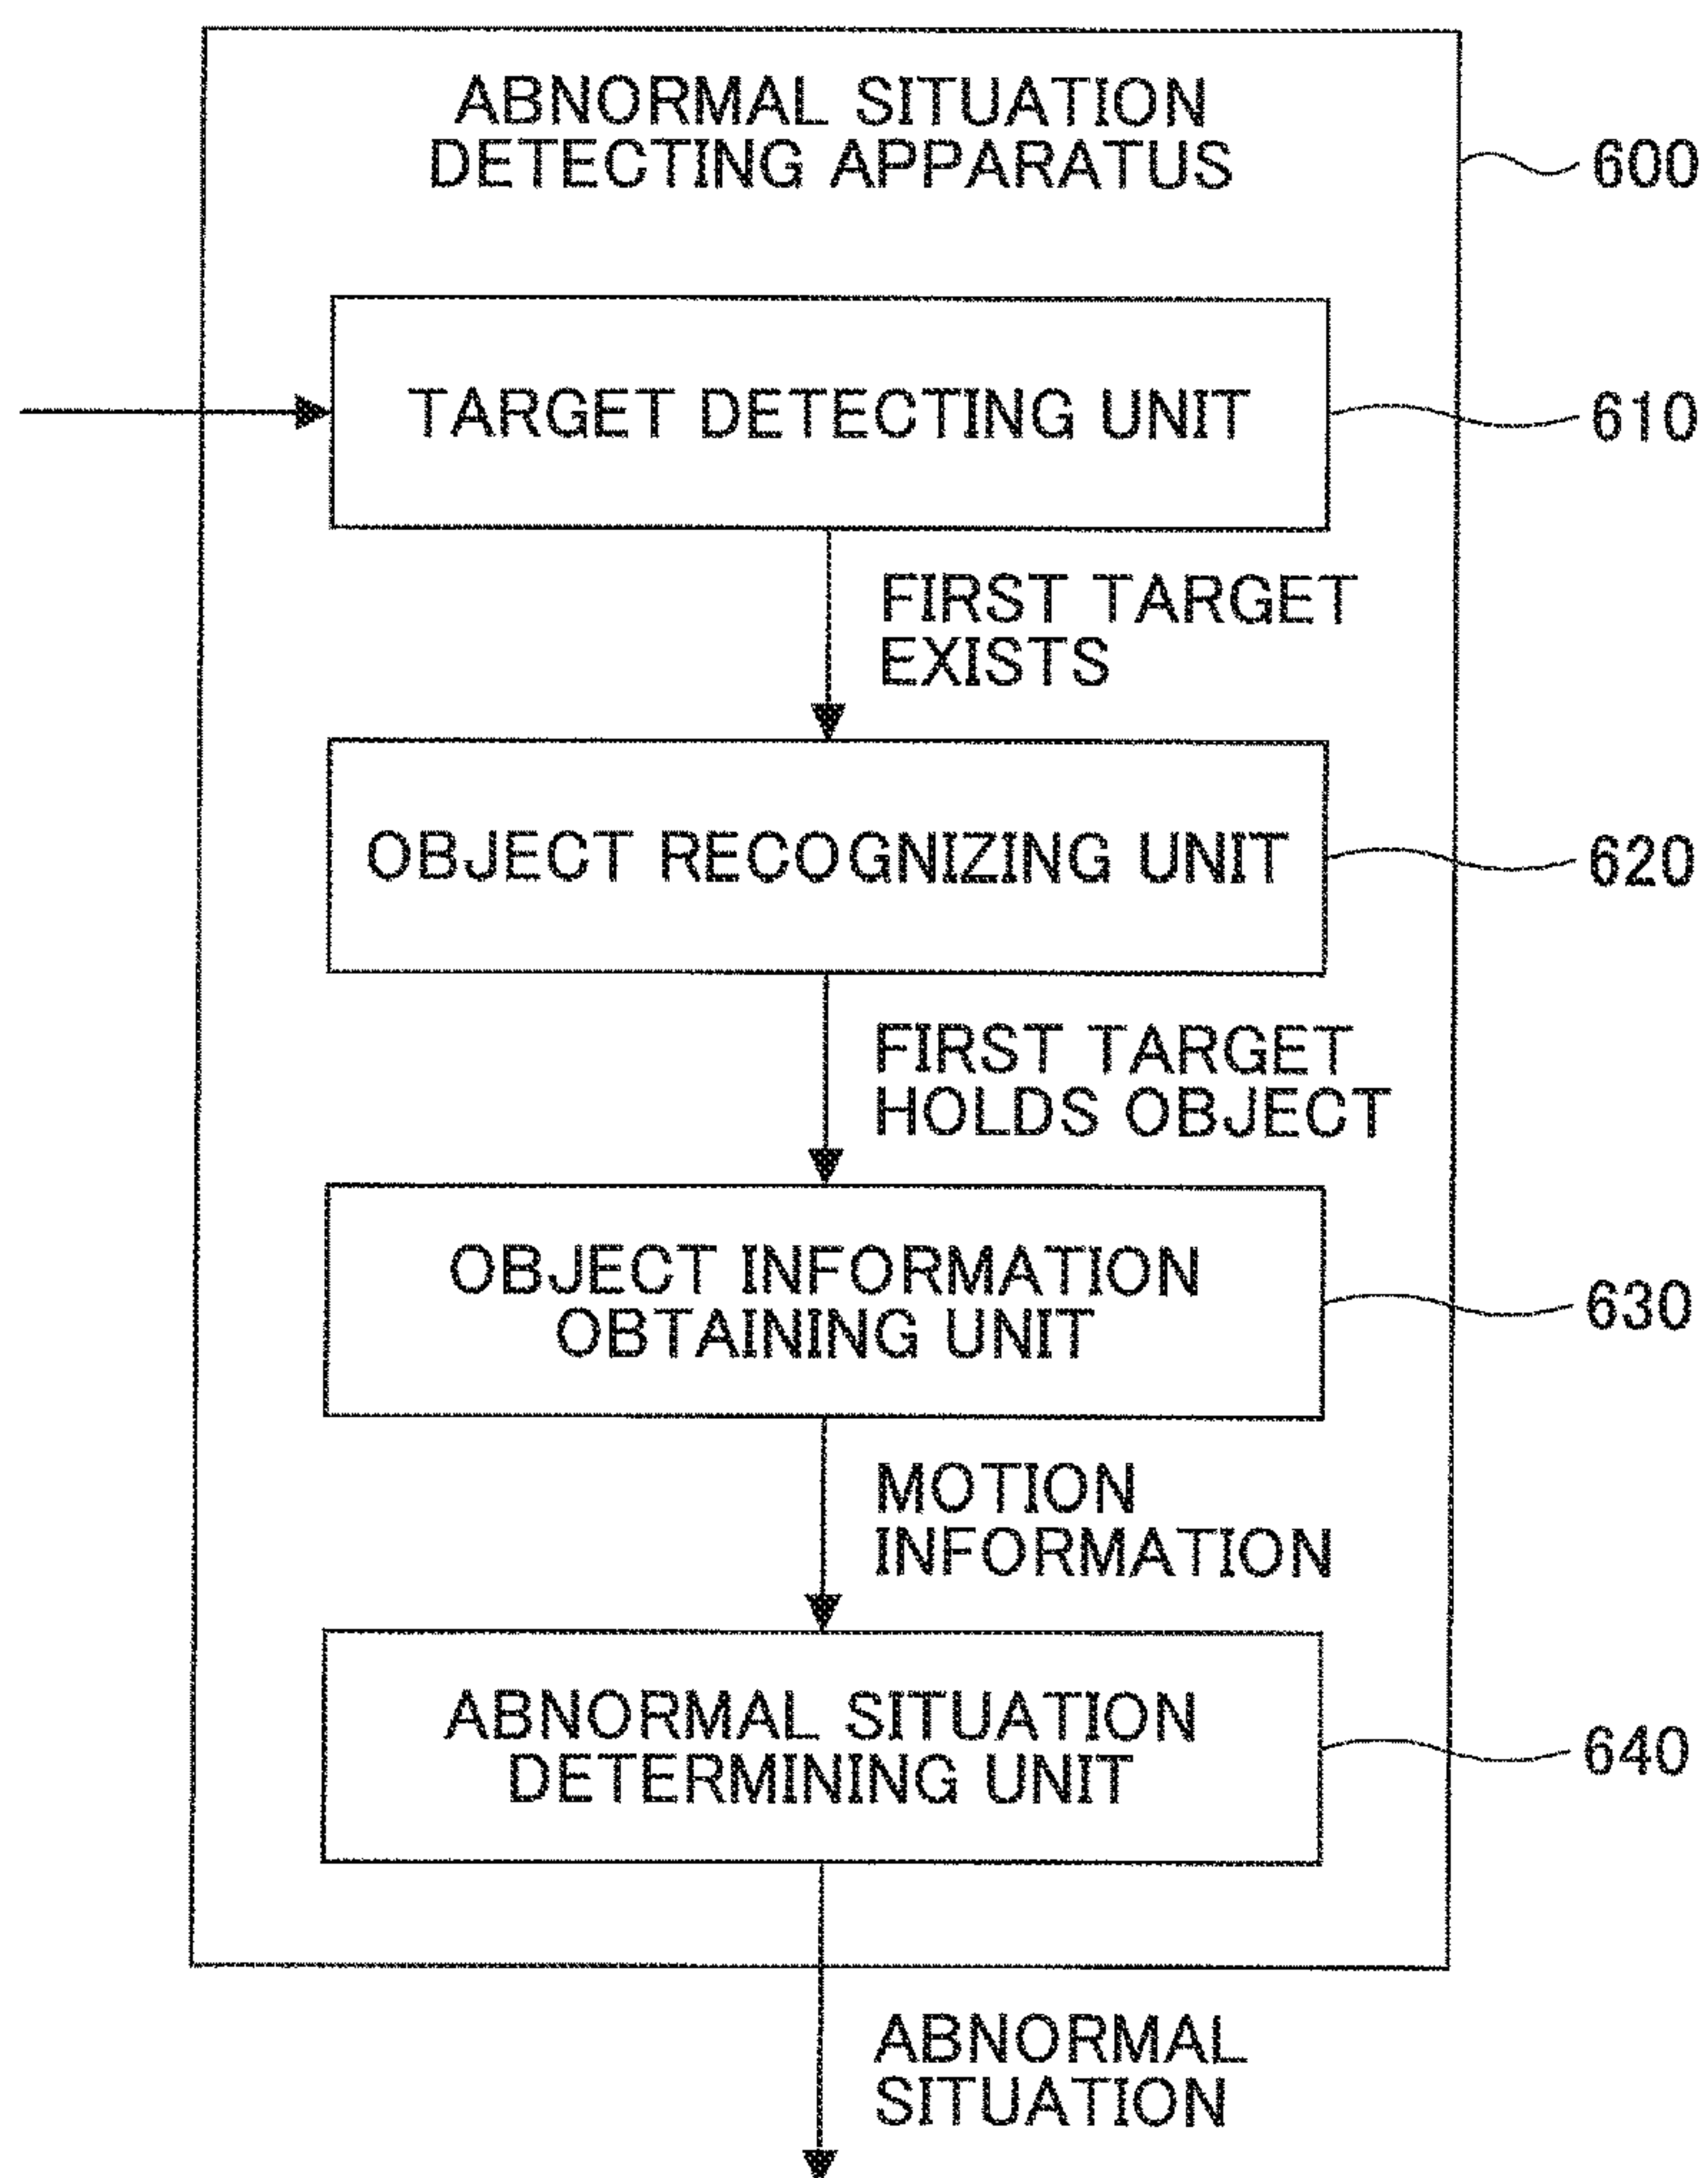 ABNORMAL SITUATION
DETECTING APPARATUS
600
TARGET DETECTING UNIT
610
FIRST TARGET
EXISTS
OBJECT RECOGNIZING UNIT
620
FIRST TARGET
HOLDS OBJECT
OBJECT INFORMATION
OBTAINING UNIT
630
MOTION
INFORMATION
ABNORMAL SITUATION
DETERMINING UNIT
640
ABNORMAL
SITUATION